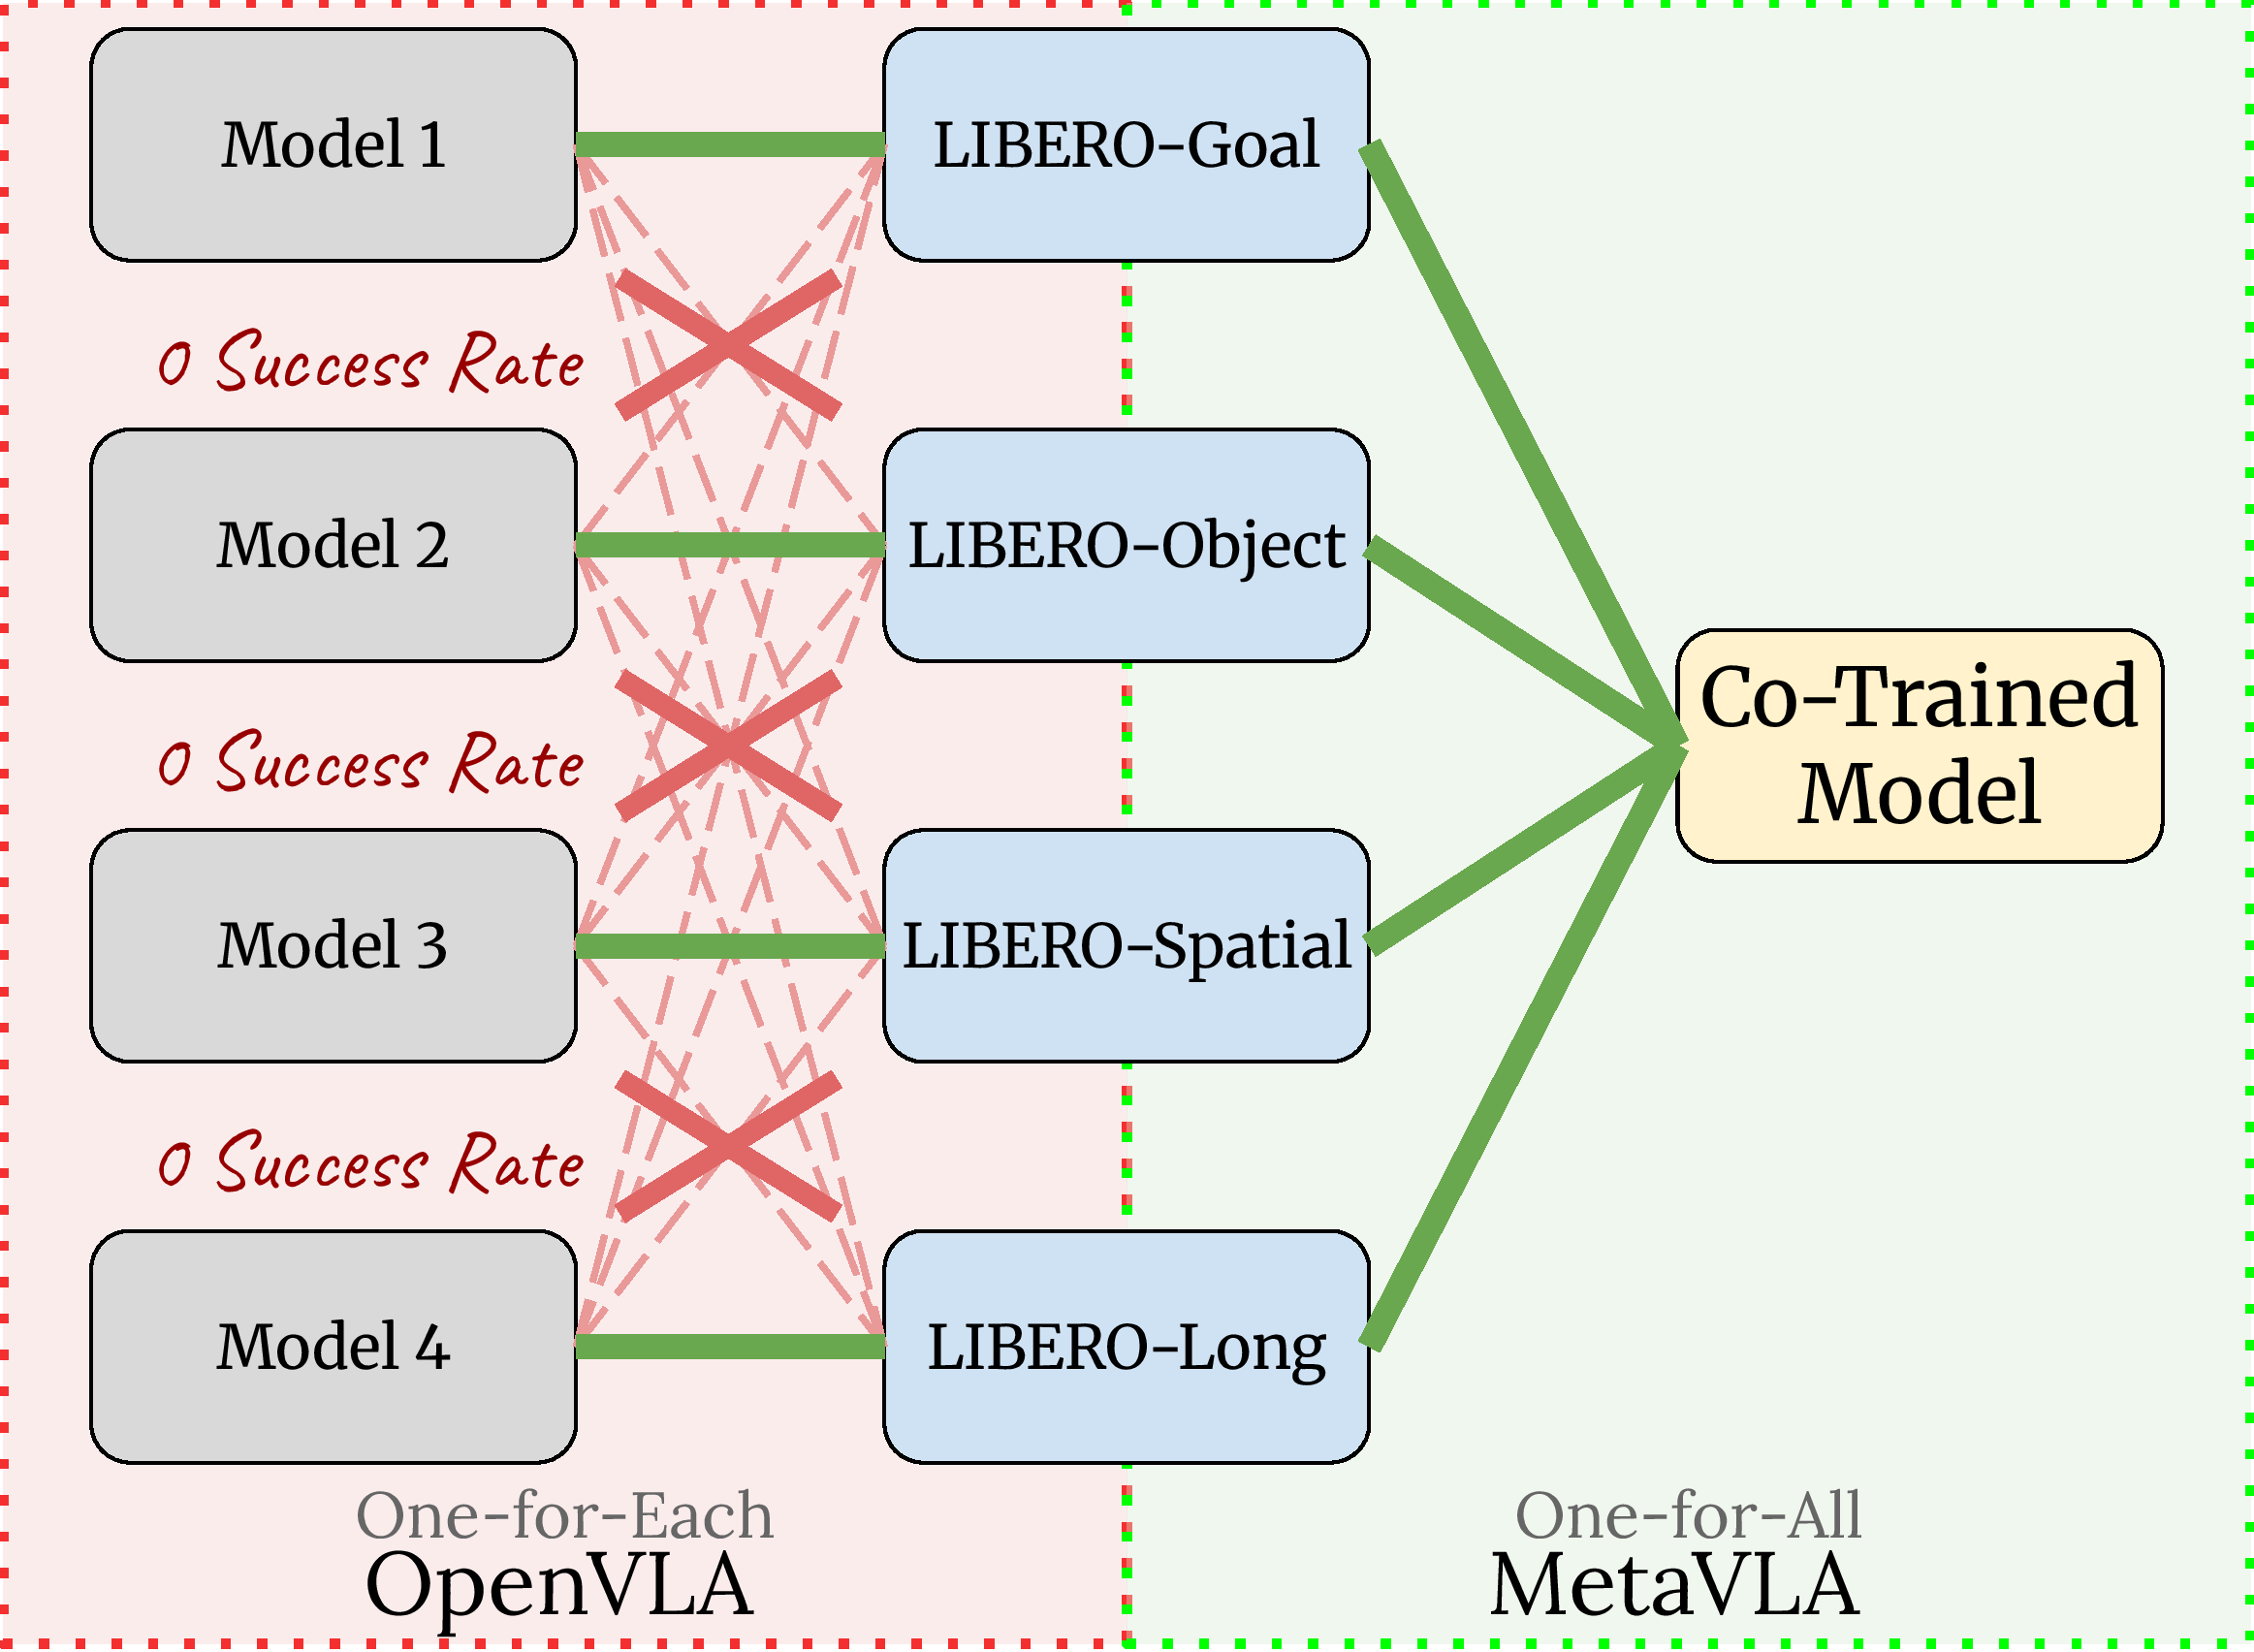 Model 1
LIBERO-Goal
0 Success Rate
Model 2
LIBERO-Object
Co-Trained
Model
0 Success Rate
Model 3
LIBERO-Spatial
0 Success Rate
Model 4
LIBERO-Long
One-for-Each
OpenVLA
One-for-All
MetaVLA